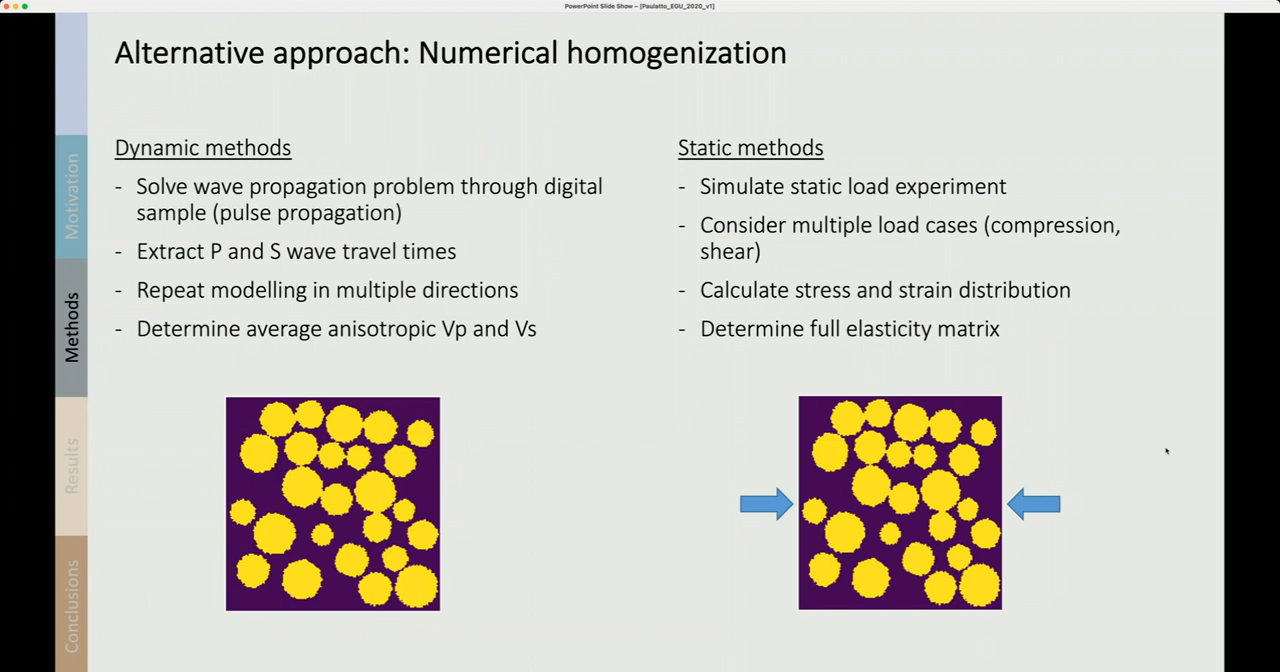 PowerPoint Slide Show – [Paulatto_EGU_2020_v1]
Alternative approach: Numerical homogenization
Motivation
Methods
Results
Conclusions
Dynamic methods
- Solve wave propagation problem through digital
sample (pulse propagation)
- Extract P and S wave travel times
- Repeat modelling in multiple directions
- Determine average anisotropic Vp and Vs
Static methods
- Simulate static load experiment
- Consider multiple load cases (compression,
shear)
- Calculate stress and strain distribution
- Determine full elasticity matrix